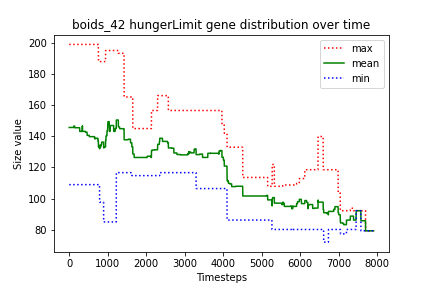 boids_42 hungerLimit gene distribution over time
200
180
160
140
120
100
80
Size value
max
mean
min
0
1000
2000
3000
4000
5000
6000
7000
8000
Timesteps